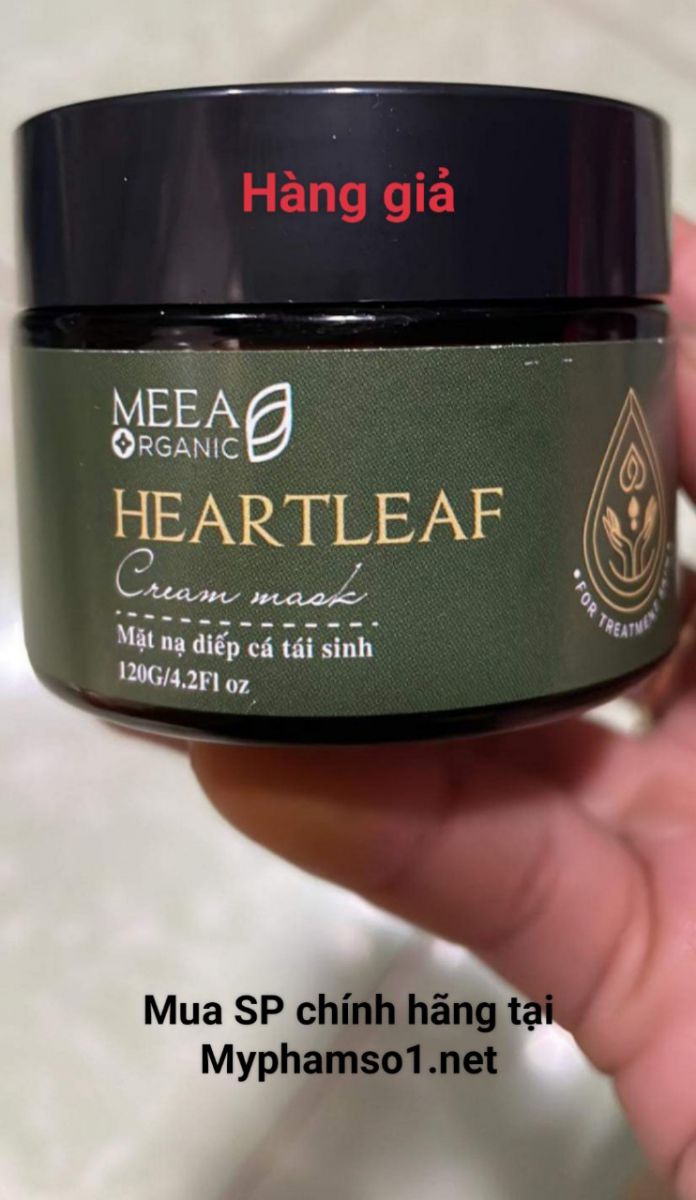 Hàng giả
MEEA
ORGANIC
HEARTLEAF
Cream mask
Mặt nạ diếp cá tái sinh
120G/4.2Fl oz
FOR TREATMENT
Mua SP chính hãng tại
Myphamso1.net